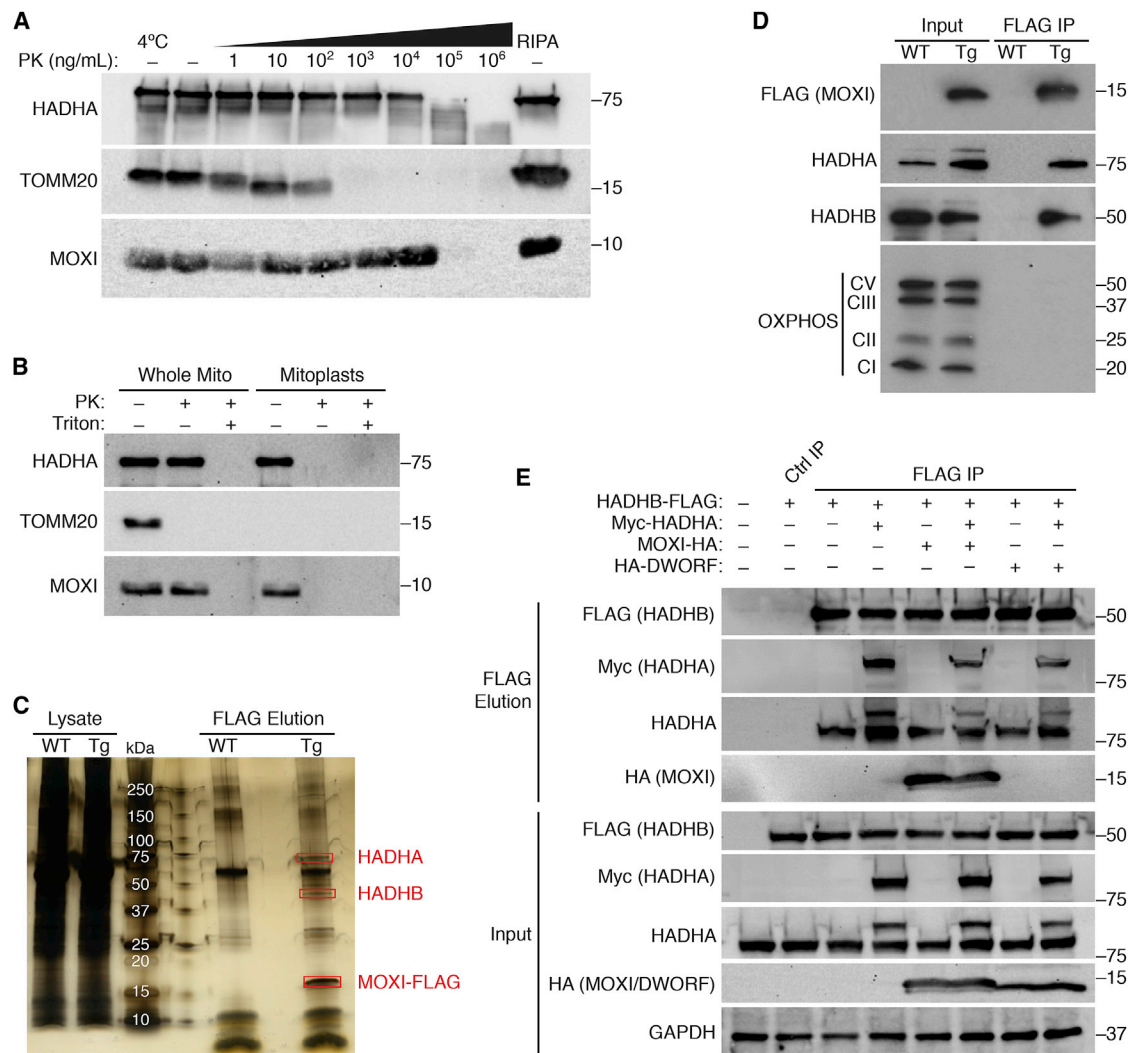 A
4ºC
RIPA
PK (ng/mL): – – 1 10 10² 10³ 10⁴ 10⁵ 10⁶ –
HADHA –75
TOMM20 –15
MOXI –10
B
Whole Mito Mitoplasts
PK: – + + – + +
Triton: – – + – – +
HADHA –75
TOMM20 –15
MOXI –10
C
Lysate FLAG Elution
WT Tg kDa WT Tg
250
150
100
75 HADHA
50 HADHB
37
25
20
15 MOXI-FLAG
10
D
Input FLAG IP
WT Tg WT Tg
FLAG (MOXI) –15
HADHA –75
HADHB –50
OXPHOS
CV –50
CIII –37
CII –25
CI –20
E
Ctrl IP
FLAG IP
HADHB-FLAG: – + + + + + + +
Myc-HADHA: – – – + – + – +
MOXI-HA: – – – – + + – –
HA-DWORF: – – – – – – + +
FLAG Elution
FLAG (HADHB) –50
Myc (HADHA) –75
HADHA –75
HA (MOXI) –15
Input
FLAG (HADHB) –50
Myc (HADHA) –75
HADHA –75
HA (MOXI/DWORF) –15
GAPDH –37